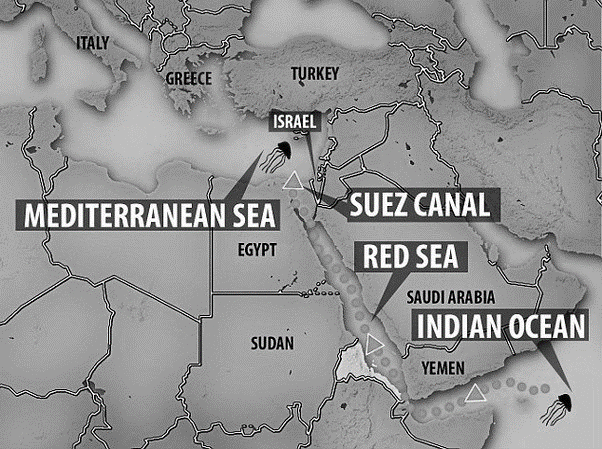 ITALY
GREECE
TURKEY
ISRAEL
MEDITERRANEAN SEA
SUEZ CANAL
EGYPT
RED SEA
SAUDI ARABIA
INDIAN OCEAN
SUDAN
YEMEN